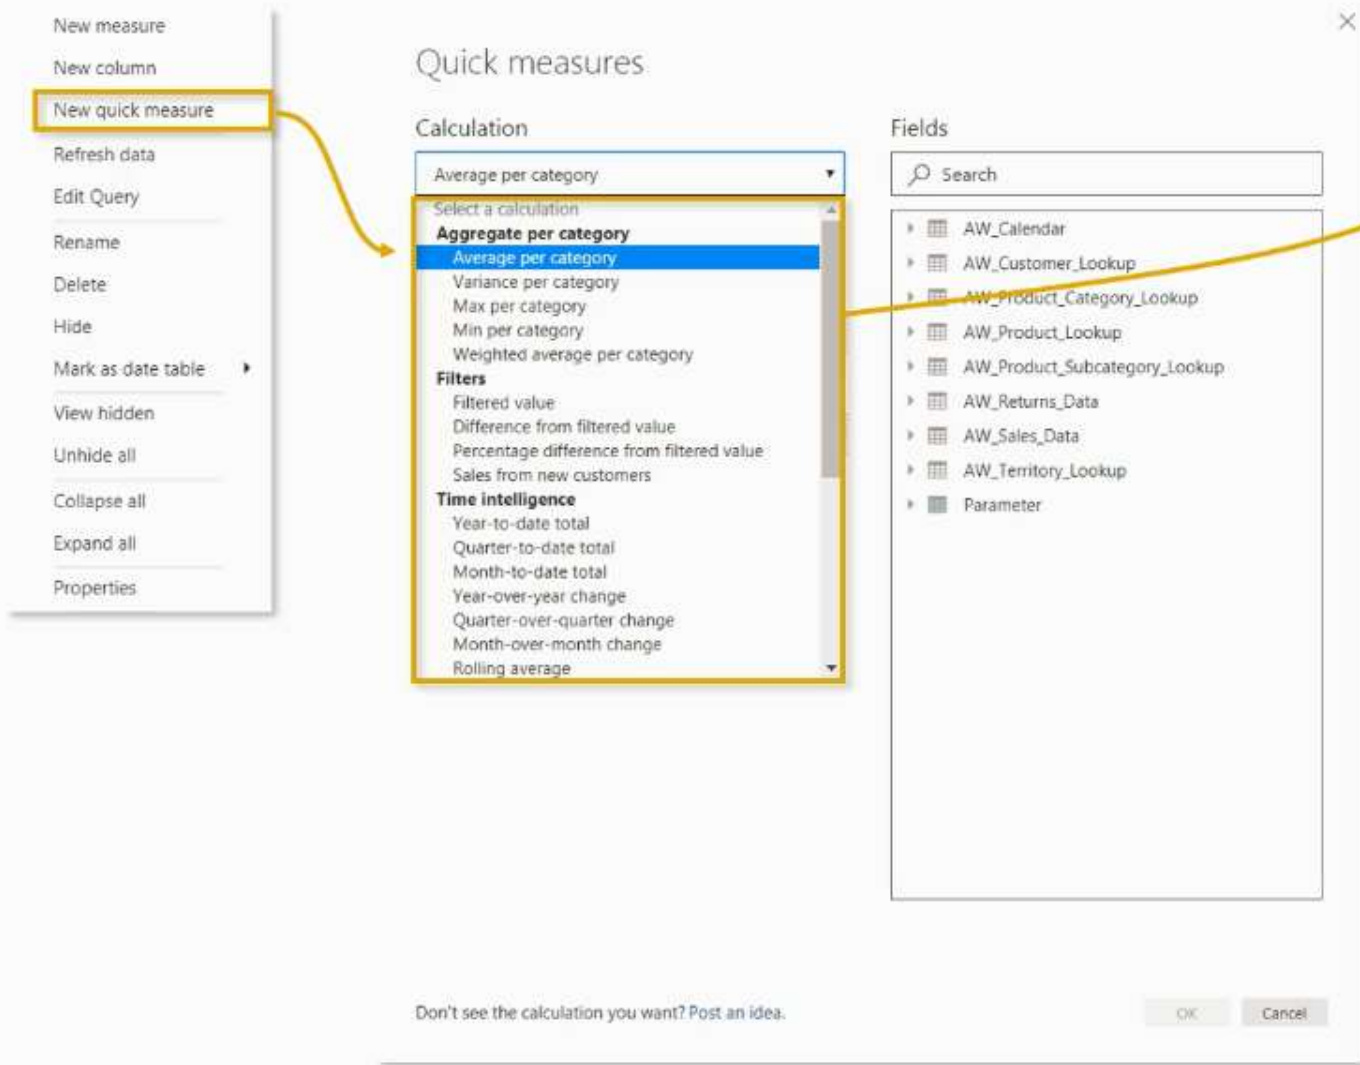 New measure
New column
New quick measure
Refresh data
Edit Query
Rename
Delete
Hide
Mark as date table
View hidden
Unhide all
Collapse all
Expand all
Properties
Quick measures
Calculation
Average per category
Select a calculation
Aggregate per category
Average per category
Variance per category
Max per category
Min per category
Weighted average per category
Filters
Filtered value
Difference from filtered value
Percentage difference from filtered value
Sales from new customers
Time intelligence
Year-to-date total
Quarter-to-date total
Month-to-date total
Year-over-year change
Quarter-over-quarter change
Month-over-month change
Rolling average
Fields
Search
AW_Calendar
AW_Customer_Lookup
AW_Product_Category_Lookup
AW_Product_Lookup
AW_Product_Subcategory_Lookup
AW_Returns_Data
AW_Sales_Data
AW_Territory_Lookup
Parameter
Don't see the calculation you want? Post an idea.
OK
Cancel